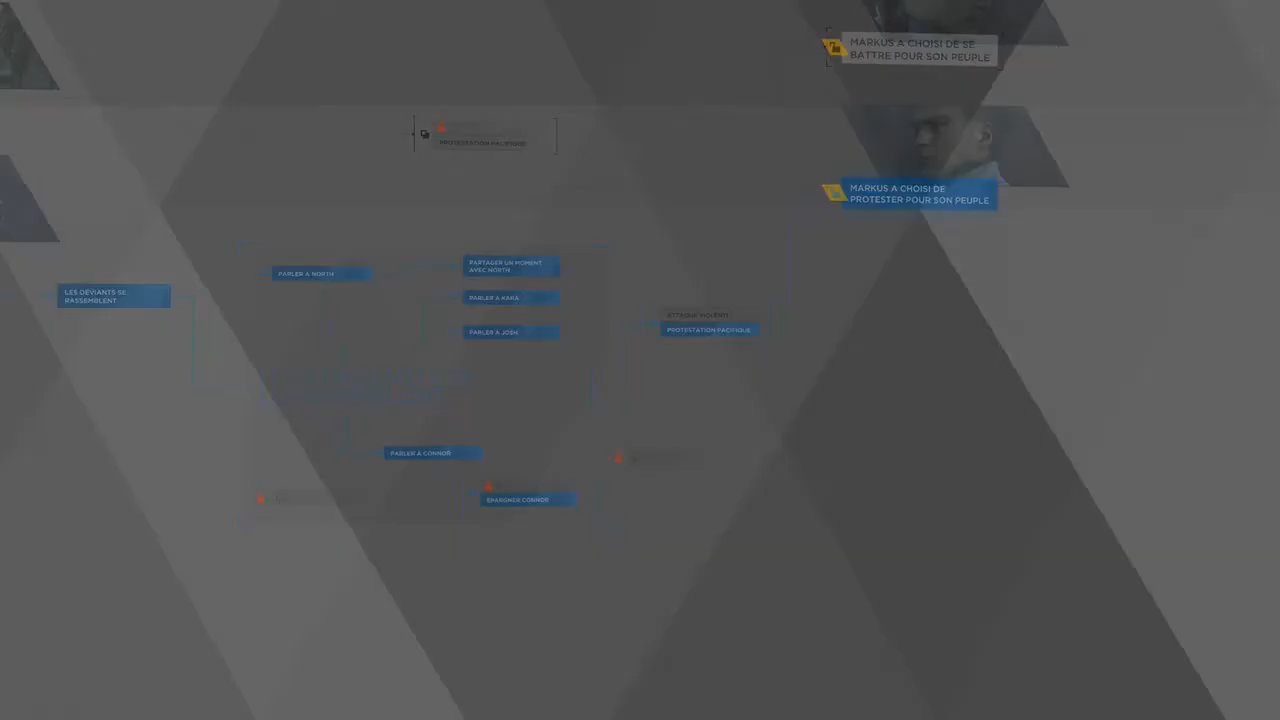 MARKUS A CHOISI DE SE
BATTRE POUR SON PEUPLE
PROTESTATION PACIFIQUE
MARKUS A CHOISI DE
PROTESTER POUR SON PEUPLE
PARLER À NORTH
PARTAGER UN MOMENT
AVEC NORTH
LES DÉVIANTS SE
RASSEMBLENT
PARLER À KARA
PARLER À JOSH
ATTAQUE VIOLENTE
PROTESTATION PACIFIQUE
PARLER À CONNOR
ÉPARGNER CONNOR